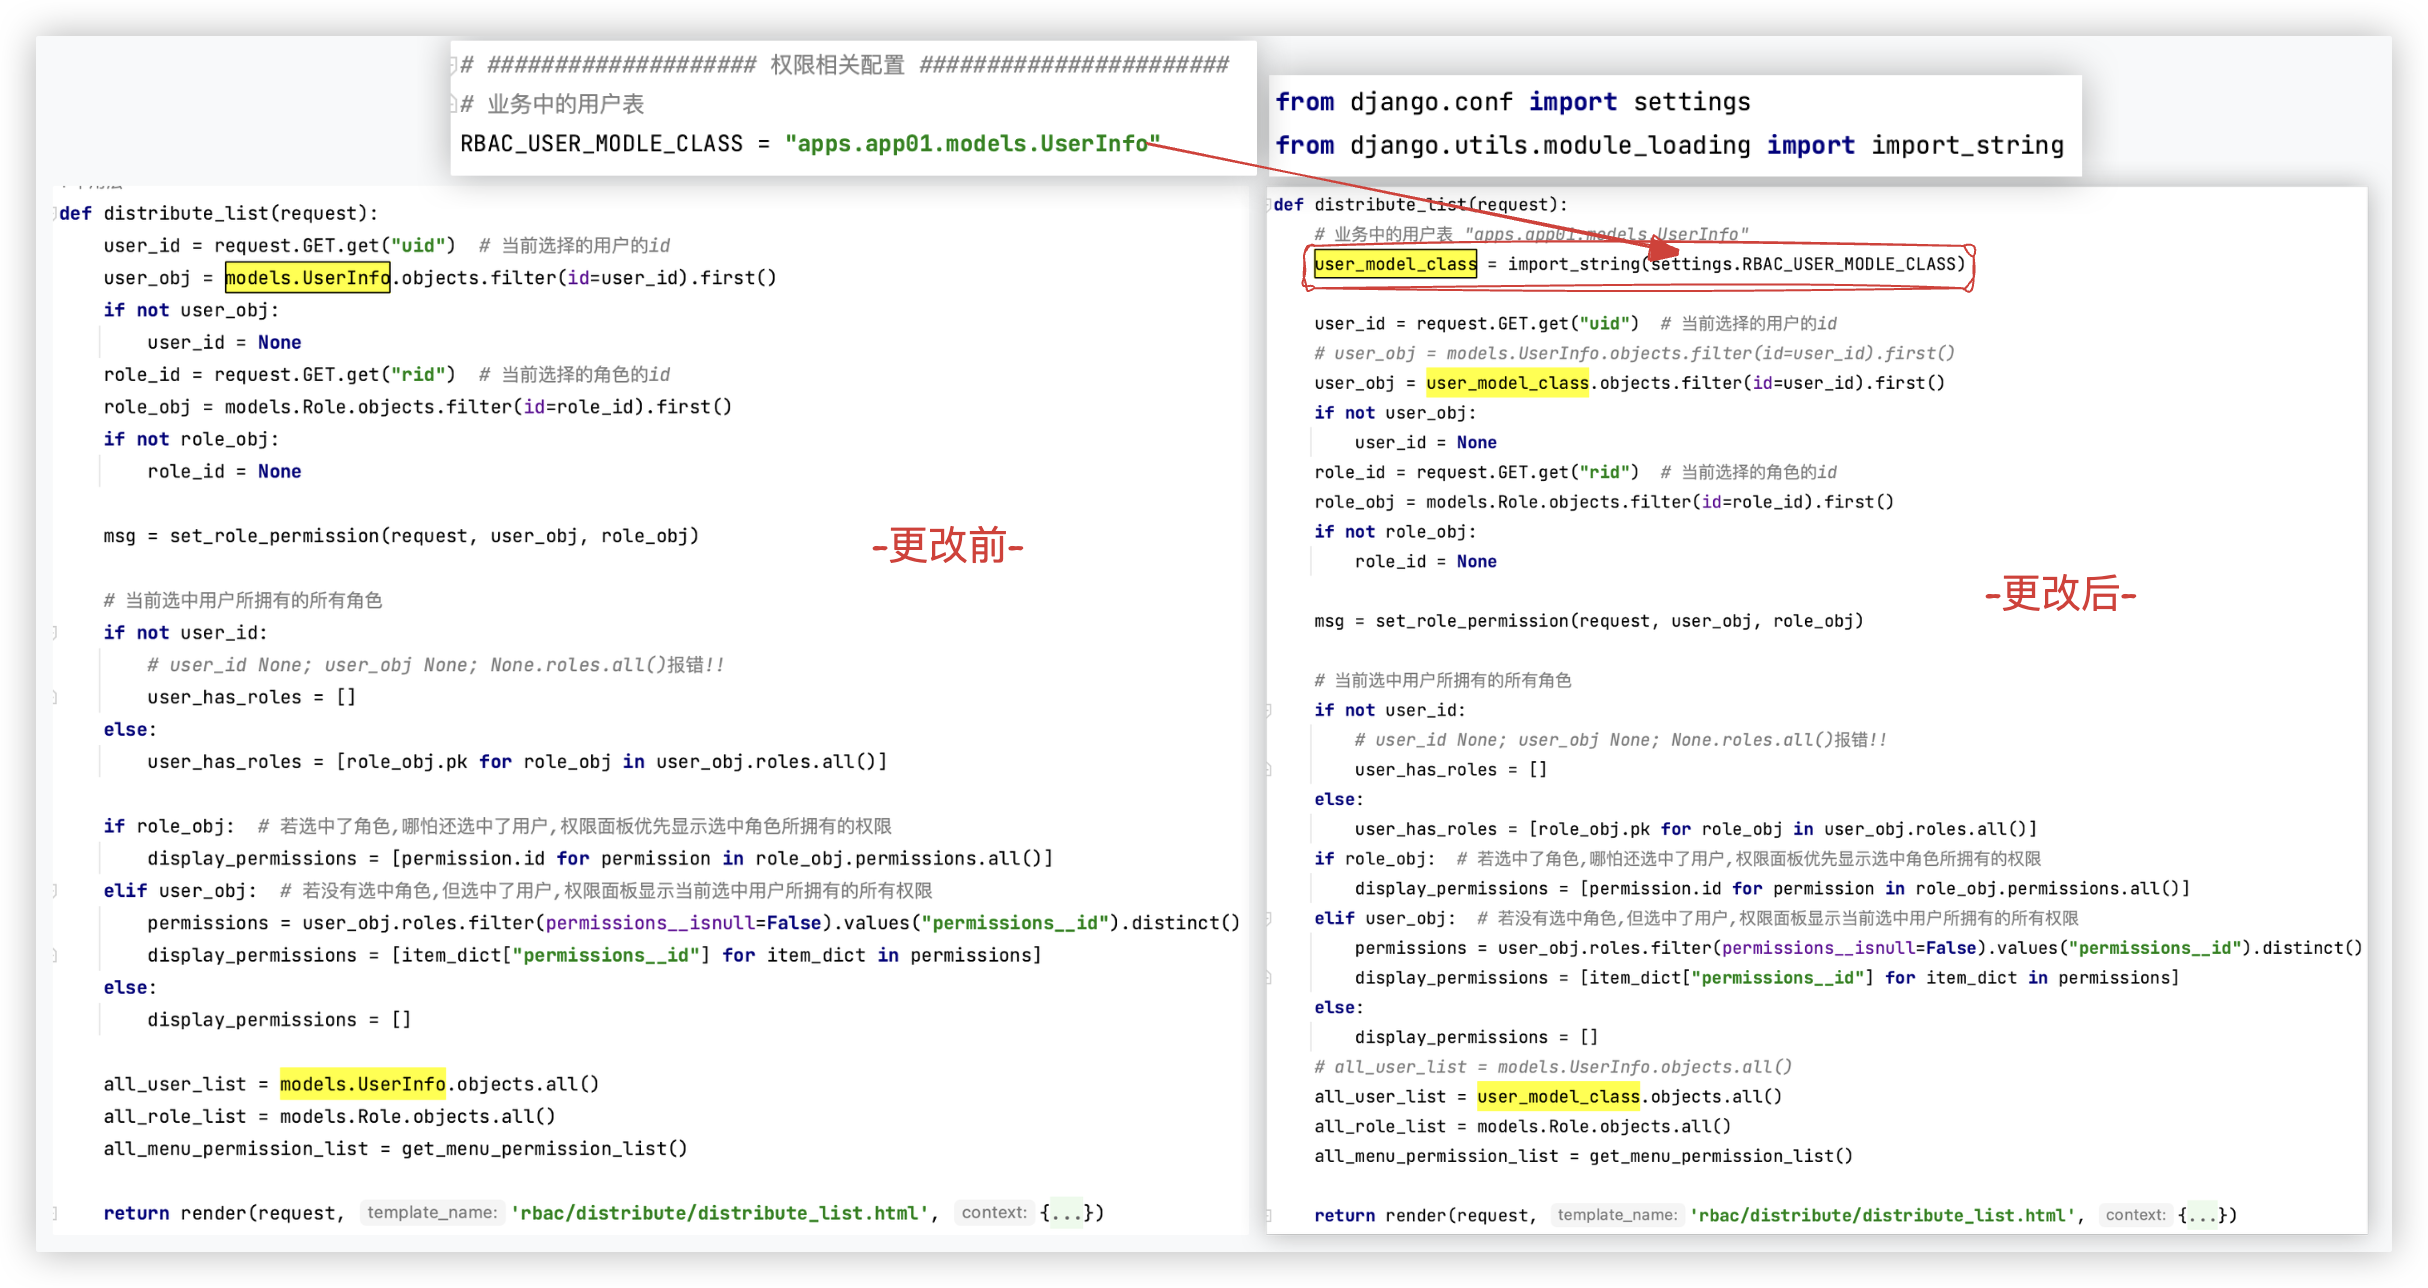 # #################### 权限相关配置 #######################
# 业务中的用户表
RBAC_USER_MODLE_CLASS = "apps.app01.models.UserInfo"
from django.conf import settings
from django.utils.module_loading import import_string
def distribute_list(request):
user_id = request.GET.get("uid")  # 当前选择的用户的id
user_obj = models.UserInfo.objects.filter(id=user_id).first()
if not user_obj:
user_id = None
role_id = request.GET.get("rid")  # 当前选择的角色的id
role_obj = models.Role.objects.filter(id=role_id).first()
if not role_obj:
role_id = None
msg = set_role_permission(request, user_obj, role_obj)
-更改前-
# 当前选中用户所拥有的所有角色
if not user_id:
# user_id None; user_obj None; None.roles.all()报错!!
user_has_roles = []
else:
user_has_roles = [role_obj.pk for role_obj in user_obj.roles.all()]
if role_obj:  # 若选中了角色,哪怕还选中了用户,权限面板优先显示选中角色所拥有的权限
display_permissions = [permission.id for permission in role_obj.permissions.all()]
elif user_obj:  # 若没有选中角色,但选中了用户,权限面板显示当前选中用户所拥有的所有权限
permissions = user_obj.roles.filter(permissions__isnull=False).values("permissions__id").distinct()
display_permissions = [item_dict["permissions__id"] for item_dict in permissions]
else:
display_permissions = []
all_user_list = models.UserInfo.objects.all()
all_role_list = models.Role.objects.all()
all_menu_permission_list = get_menu_permission_list()
return render(request, template_name: 'rbac/distribute/distribute_list.html', context: {...})
def distribute_list(request):
# 业务中的用户表 "apps.app01.models.UserInfo"
user_model_class = import_string(settings.RBAC_USER_MODLE_CLASS)
user_id = request.GET.get("uid")  # 当前选择的用户的id
# user_obj = models.UserInfo.objects.filter(id=user_id).first()
user_obj = user_model_class.objects.filter(id=user_id).first()
if not user_obj:
user_id = None
role_id = request.GET.get("rid")  # 当前选择的角色的id
role_obj = models.Role.objects.filter(id=role_id).first()
if not role_obj:
role_id = None
-更改后-
msg = set_role_permission(request, user_obj, role_obj)
# 当前选中用户所拥有的所有角色
if not user_id:
# user_id None; user_obj None; None.roles.all()报错!!
user_has_roles = []
else:
user_has_roles = [role_obj.pk for role_obj in user_obj.roles.all()]
if role_obj:  # 若选中了角色,哪怕还选中了用户,权限面板优先显示选中角色所拥有的权限
display_permissions = [permission.id for permission in role_obj.permissions.all()]
elif user_obj:  # 若没有选中角色,但选中了用户,权限面板显示当前选中用户所拥有的所有权限
permissions = user_obj.roles.filter(permissions__isnull=False).values("permissions__id").distinct()
display_permissions = [item_dict["permissions__id"] for item_dict in permissions]
else:
display_permissions = []
# all_user_list = models.UserInfo.objects.all()
all_user_list = user_model_class.objects.all()
all_role_list = models.Role.objects.all()
all_menu_permission_list = get_menu_permission_list()
return render(request, template_name: 'rbac/distribute/distribute_list.html', context: {...})